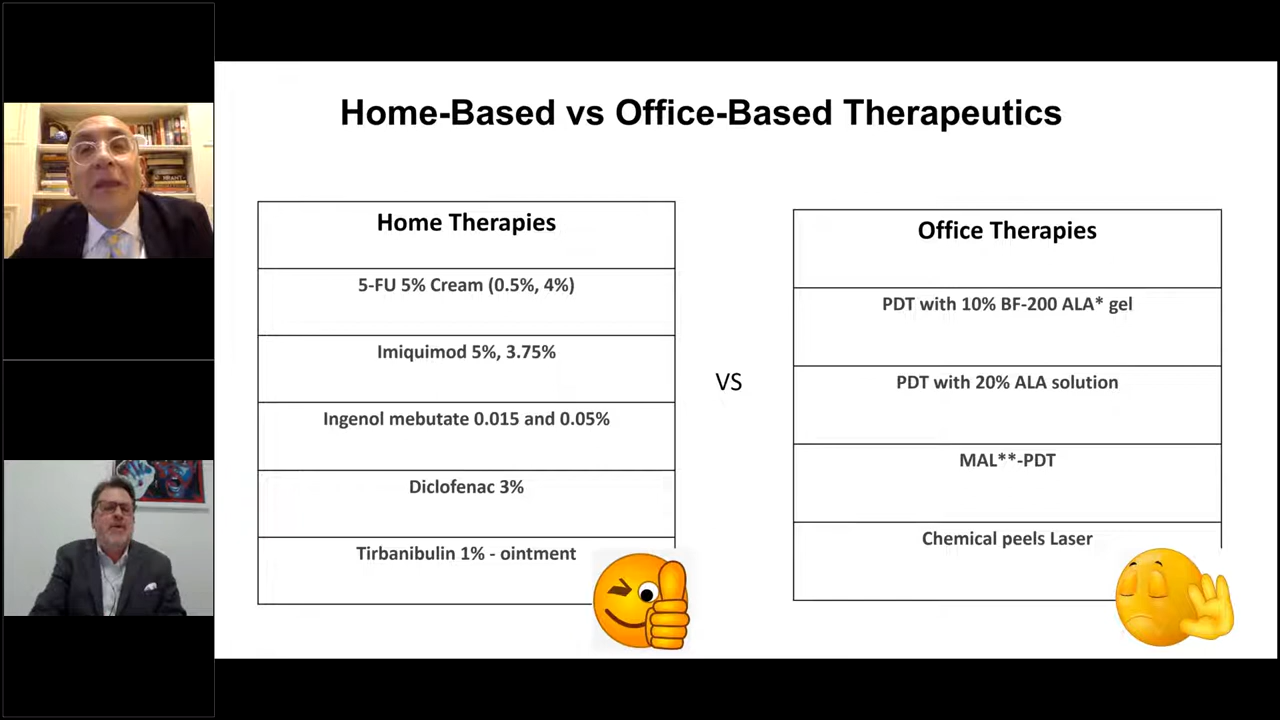 Home-Based vs Office-Based Therapeutics
Home Therapies
5-FU 5% Cream (0.5%, 4%)
Imiquimod 5%, 3.75%
Ingenol mebutate 0.015 and 0.05%
Diclofenac 3%
Tirbanibulin 1% - ointment
VS
Office Therapies
PDT with 10% BF-200 ALA* gel
PDT with 20% ALA solution
MAL**-PDT
Chemical peels Laser